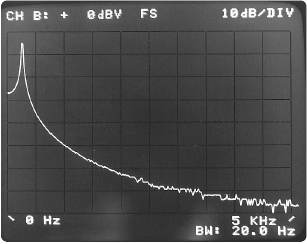 CH B: + 0dBV FS 10dB/DIV
0 Hz 5 KHz
BW: 20.0 Hz